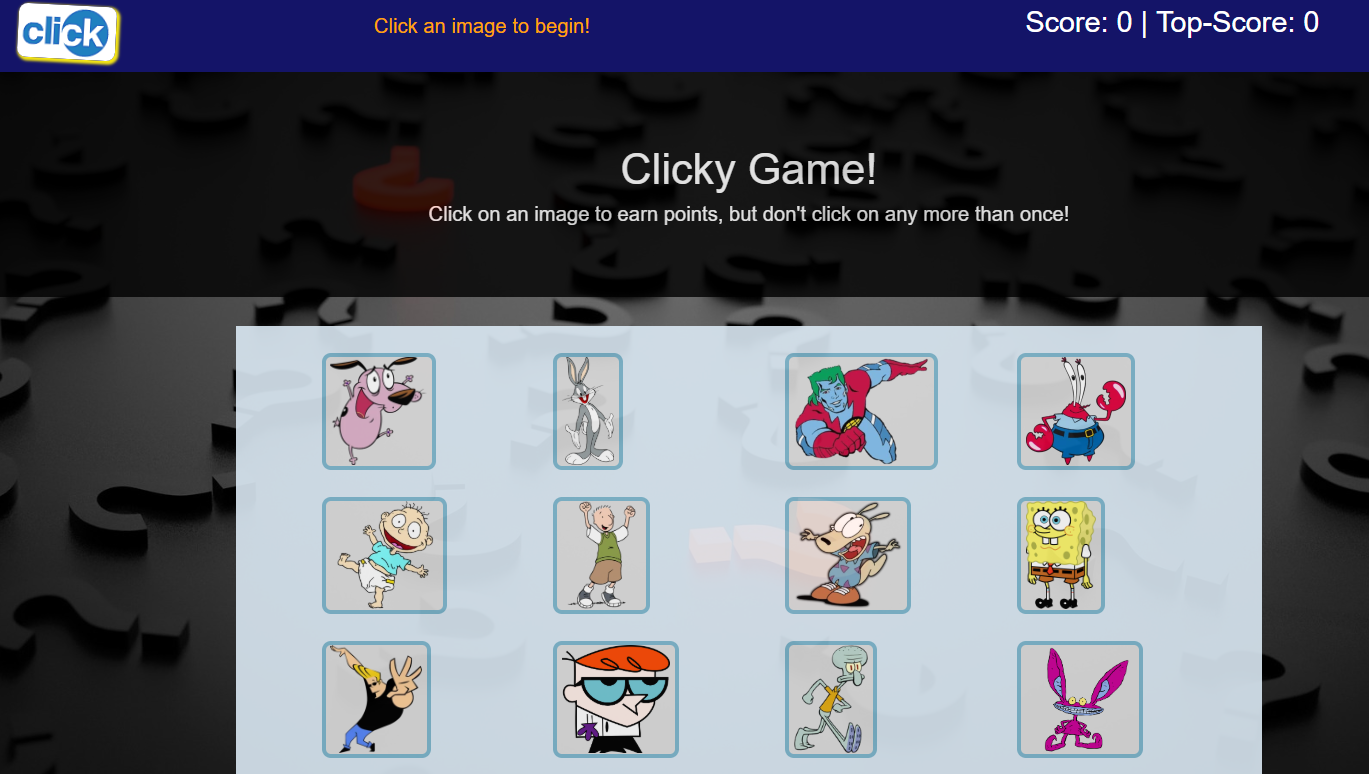 click
Click an image to begin!
Score: 0 | Top-Score: 0
Clicky Game!
Click on an image to earn points, but don't click on any more than once!